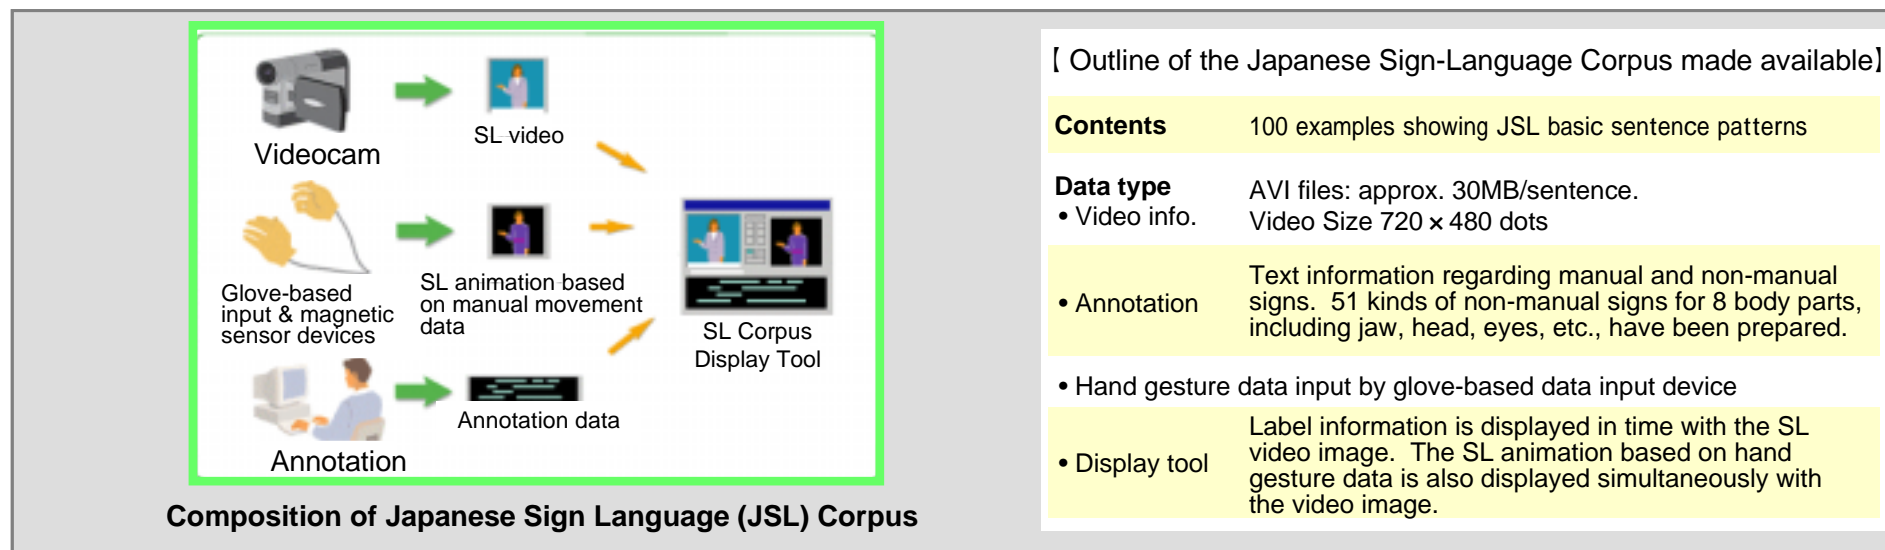 Videocam
SL video
Glove-based
input & magnetic
sensor devices
SL animation based
on manual movement
data
Annotation
Annotation data
SL Corpus
Display Tool
Composition of Japanese Sign Language (JSL) Corpus
[ Outline of the Japanese Sign-Language Corpus made available]
Contents 100 examples showing JSL basic sentence patterns
Data type AVI files: approx. 30MB/sentence.
• Video info. Video Size 720 × 480 dots
Text information regarding manual and non-manual
• Annotation signs. 51 kinds of non-manual signs for 8 body parts,
including jaw, head, eyes, etc., have been prepared.
• Hand gesture data input by glove-based data input device
Label information is displayed in time with the SL
• Display tool video image. The SL animation based on hand
gesture data is also displayed simultaneously with
the video image.